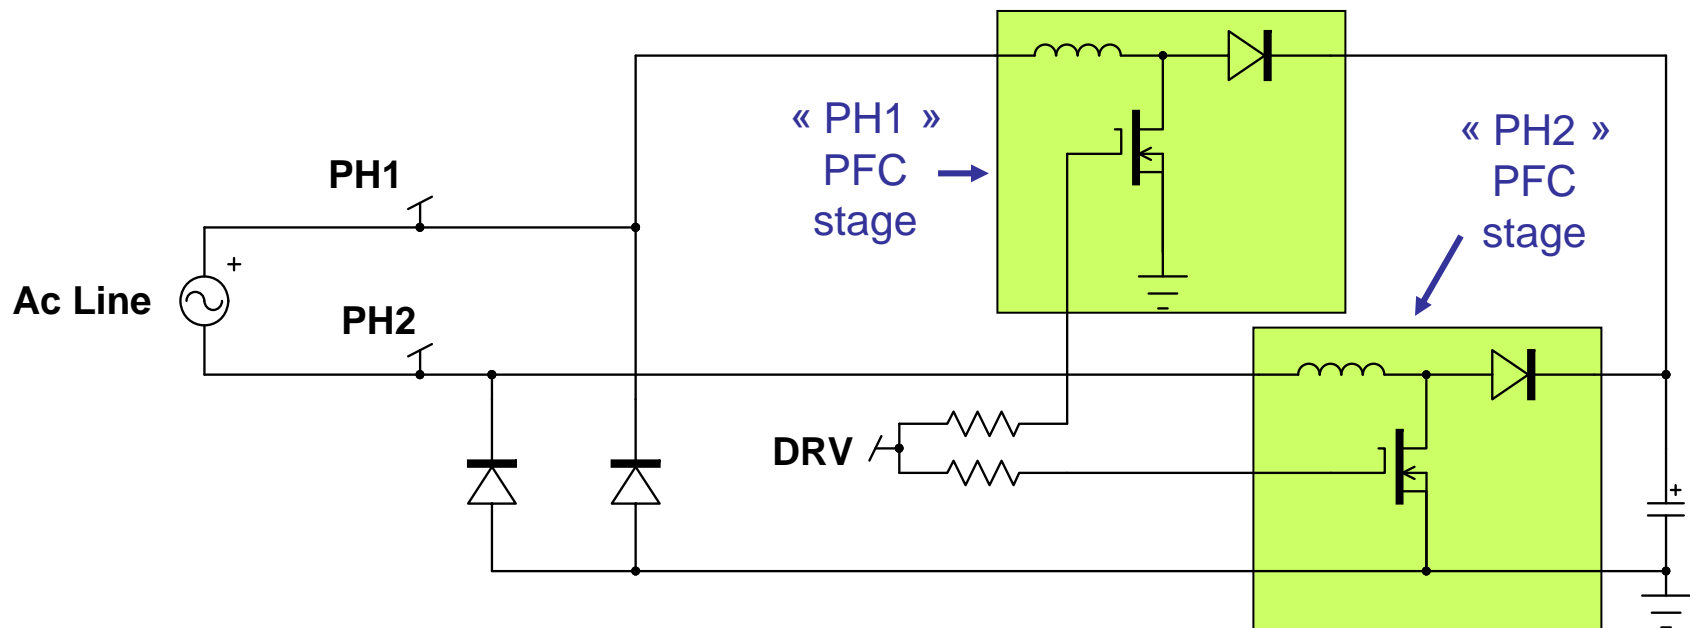 « PH1 »
PFC
stage
« PH2 »
PFC
stage
PH1
+
Ac Line
PH2
DRV
+